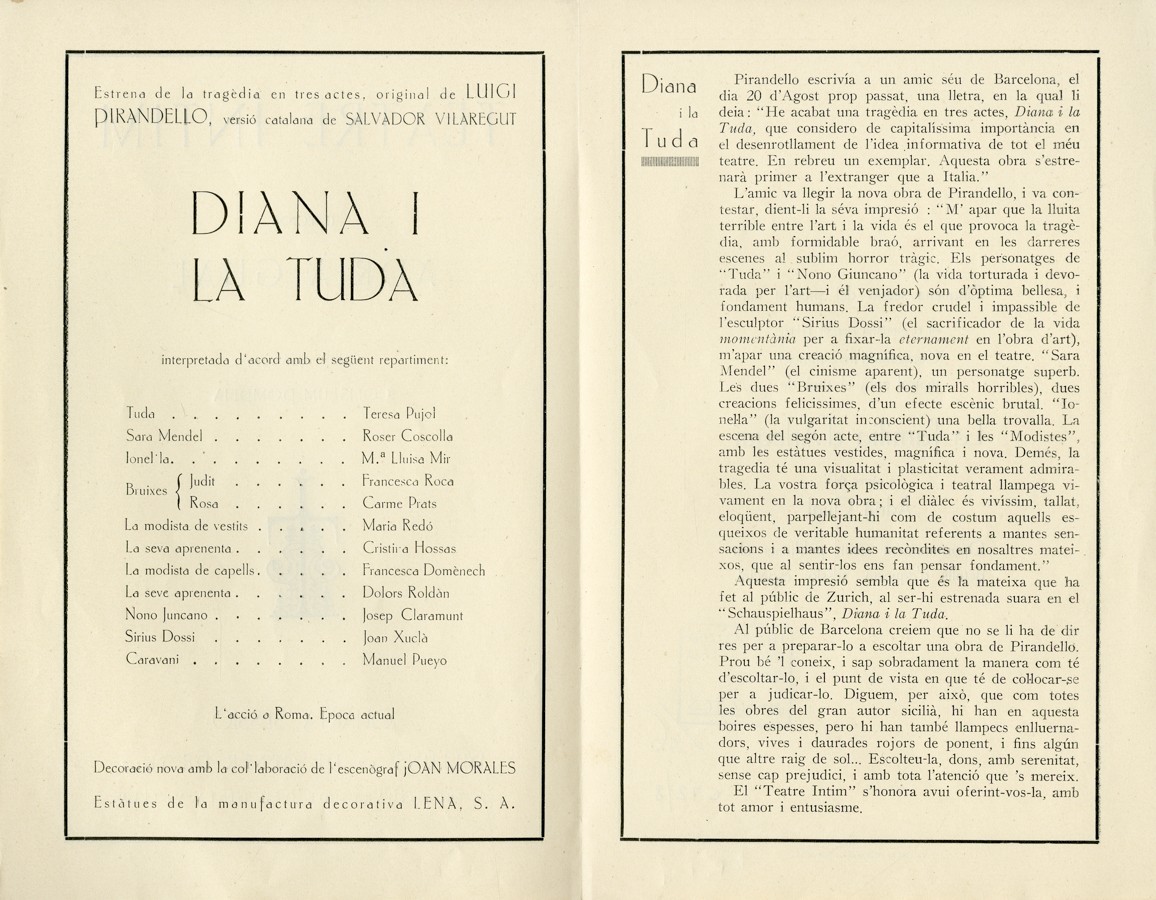 Estrena de la tragèdia en tres actes, original de LUIGI
PIRANDELLO, versió catalana de SALVADOR VILAREGUT
DIANA I
LA TUDA
interpretada d'acord amb el següent repartiment:
Tuda . . . . . . . . . Teresa Pujol
Sara Mendel . . . . . . . Roser Coscolla
Ionel·la. . . . . . . . . M.ª Lluisa Mir
Bruixes { Judit . . . . . . Francesca Roca
Rosa . . . . . . Carme Prats
La modista de vestits . . . . . Maria Redó
La seva aprenenta . . . . . . Cristina Hossas
La modista de capells. . . . . Francesca Domènech
La seve aprenenta . . . . . . Dolors Roldàn
Nono Juncano . . . . . . . Josep Claramunt
Sirius Dossi . . . . . . . Joan Xuclà
Caravani . . . . . . . . Manuel Pueyo
L'acció a Roma. Epoca actual
Decoració nova amb la col·laboració de l'escenògraf JOAN MORALES
Estàtues de la manufactura decorativa LENA, S. A.
Diana
i la
Tuda
Pirandello escrivía a un amic séu de Barcelona, el
dia 20 d'Agost prop passat, una lletra, en la qual li
deia: "He acabat una tragèdia en tres actes, Diana i la
Tuda, que considero de capitalíssima importància en
el desenrotllament de l'idea informativa de tot el méu
teatre. En rebreu un exemplar. Aquesta obra s'estre-
narà primer a l'extranger que a Italia."
L'amic va llegir la nova obra de Pirandello, i va con-
testar, dient-li la séva impresió : "M' apar que la lluita
terrible entre l'art i la vida és el que provoca la tragè-
dia, amb formidable braó, arrivant en les darreres
escenes al sublim horror tràgic. Els personatges de
"Tuda" i "Nono Giuncano" (la vida torturada i devo-
rada per l'art—i él venjador) són d'òptima bellesa, i
fondament humans. La fredor crudel i impassible de
l'esculptor "Sirius Dossi" (el sacrificador de la vida
momentània per a fixar-la eternament en l'obra d'art),
m'apar una creació magnífica, nova en el teatre. "Sara
Mendel" (el cinisme aparent), un personatge superb.
Les dues "Bruixes" (els dos miralls horribles), dues
creacions felicissimes, d'un efecte escènic brutal. "Io-
nel·la" (la vulgaritat inconscient) una bella trovalla. La
escena del segón acte, entre "Tuda" i les "Modistes",
amb les estàtues vestides, magnífica i nova. Demés, la
tragedia té una visualitat i plasticitat verament admira-
bles. La vostra força psicològica i teatral llampega vi-
vament en la nova obra; i el diàlec és vivíssim, tallat,
eloqüent, parpellejant-hi com de costum aquells es-
queixos de veritable humanitat referents a mantes sen-
sacions i a mantes idees recòndites en nosaltres matei-
xos, que al sentir-los ens fan pensar fondament."
Aquesta impresió sembla que és la mateixa que ha
fet al públic de Zurich, al ser-hi estrenada suara en el
"Schauspielhaus", Diana i la Tuda.
Al públic de Barcelona creiem que no se li ha de dir
res per a preparar-lo a escoltar una obra de Pirandello.
Prou bé 'l coneix, i sap sobradament la manera com té
d'escoltar-lo, i el punt de vista en que té de col·locar-se
per a judicar-lo. Diguem, per això, que com totes
les obres del gran autor sicilià, hi han en aquesta
boires espesses, pero hi han també llampecs enlluerna-
dors, vives i daurades rojors de ponent, i fins algún
que altre raig de sol... Escolteu-la, dons, amb serenitat,
sense cap prejudici, i amb tota l'atenció que 's mereix.
El "Teatre Intim" s'honora avui oferint-vos-la, amb
tot amor i entusiasme.